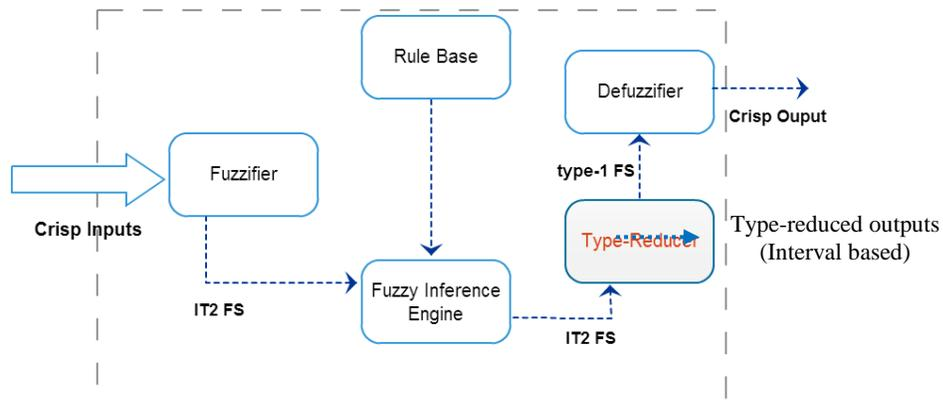 Rule Base
Defuzzifier
Crisp Ouput
Fuzzifier
type-1 FS
Crisp Inputs
Type-Reducer
Type-reduced outputs
(Interval based)
Fuzzy Inference
Engine
IT2 FS
IT2 FS